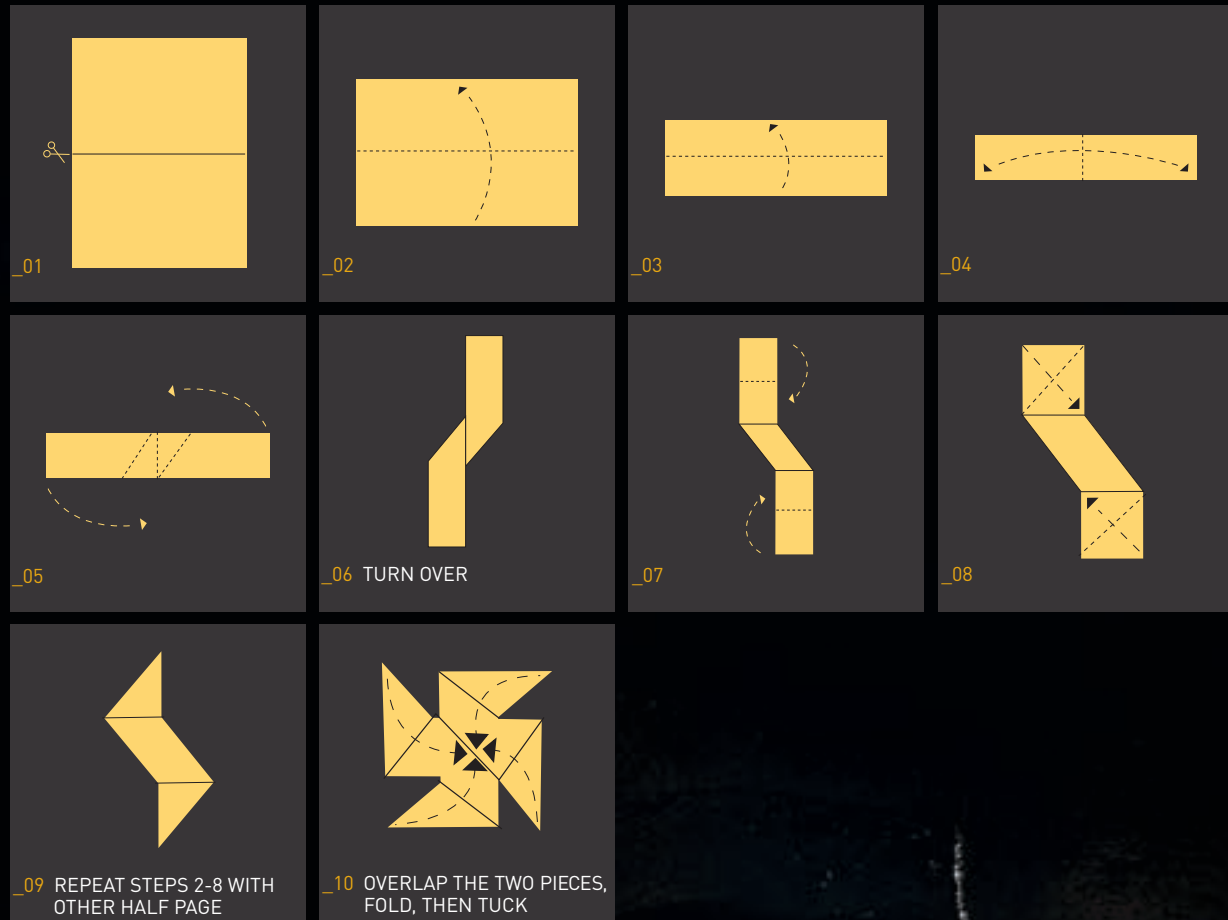 _01
_02
_03
_04
_05
_06 TURN OVER
_07
_08
_09 REPEAT STEPS 2-8 WITH
OTHER HALF PAGE
_10 OVERLAP THE TWO PIECES,
FOLD, THEN TUCK